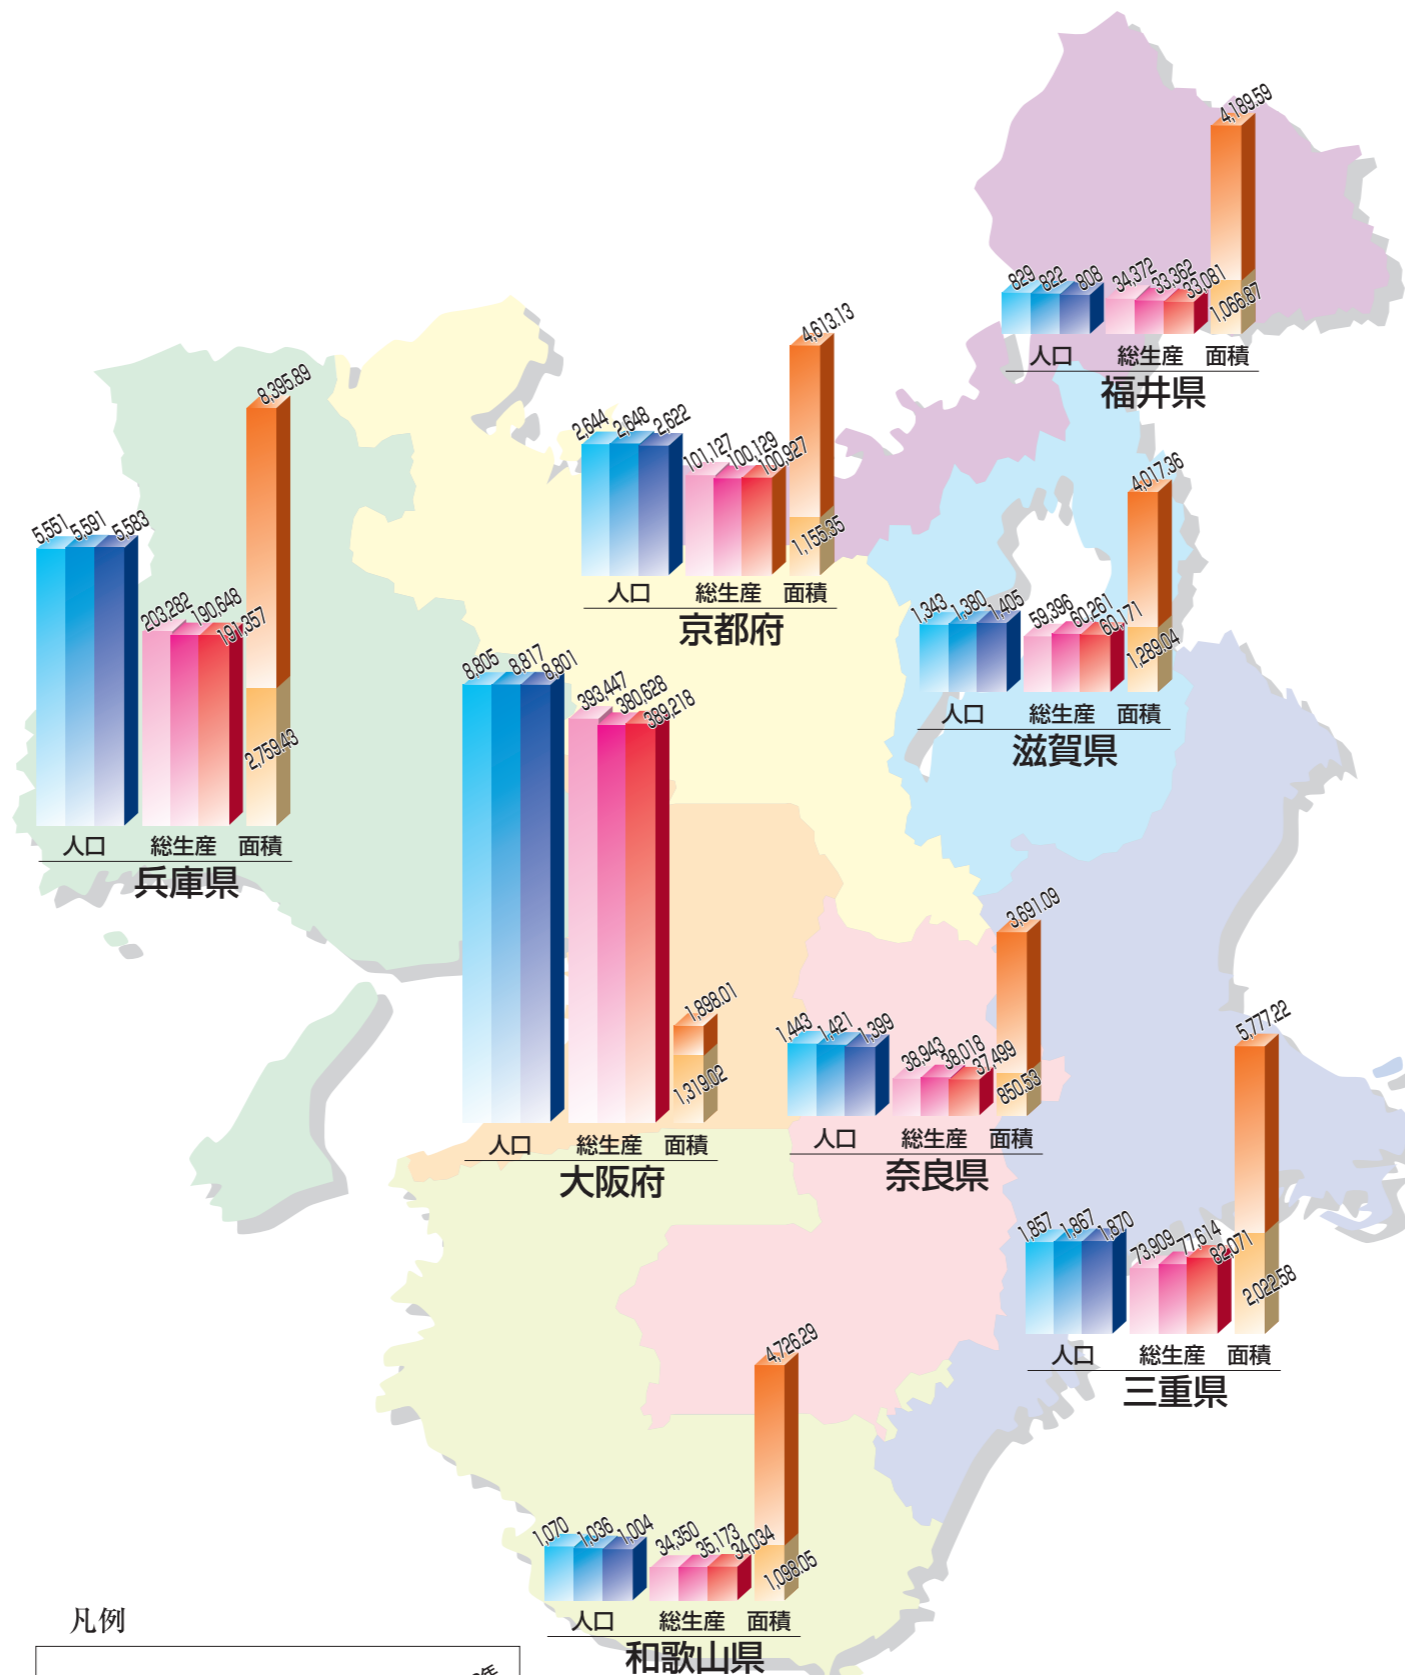 4,189.59
829 822 808
34,372 33,362 33,081
1,066.87
人口 総生産 面積
福井県
4,613.13
2,644 2,648 2,622
101,127 100,129 100,927
1,155.35
人口 総生産 面積
京都府
8,395.89
5,551 5,591 5,583
203,282 190,648 191,357
2,759.43
人口 総生産 面積
兵庫県
4,017.36
1,343 1,380 1,405
59,396 60,261 60,171
1,289.04
人口 総生産 面積
滋賀県
8,805 8,817 8,801
393,447 380,628 389,218
1,898.01
1,319.02
人口 総生産 面積
大阪府
3,691.09
1,443 1,421 1,399
38,943 38,018 37,499
850.53
人口 総生産 面積
奈良県
5,777.22
1,857 1,867 1,870
73,909 77,614 82,071
2,022.58
人口 総生産 面積
三重県
4,726.29
1,070 1,036 1,004
34,350 35,173 34,034
1,098.05
人口 総生産 面積
和歌山県
凡例
年